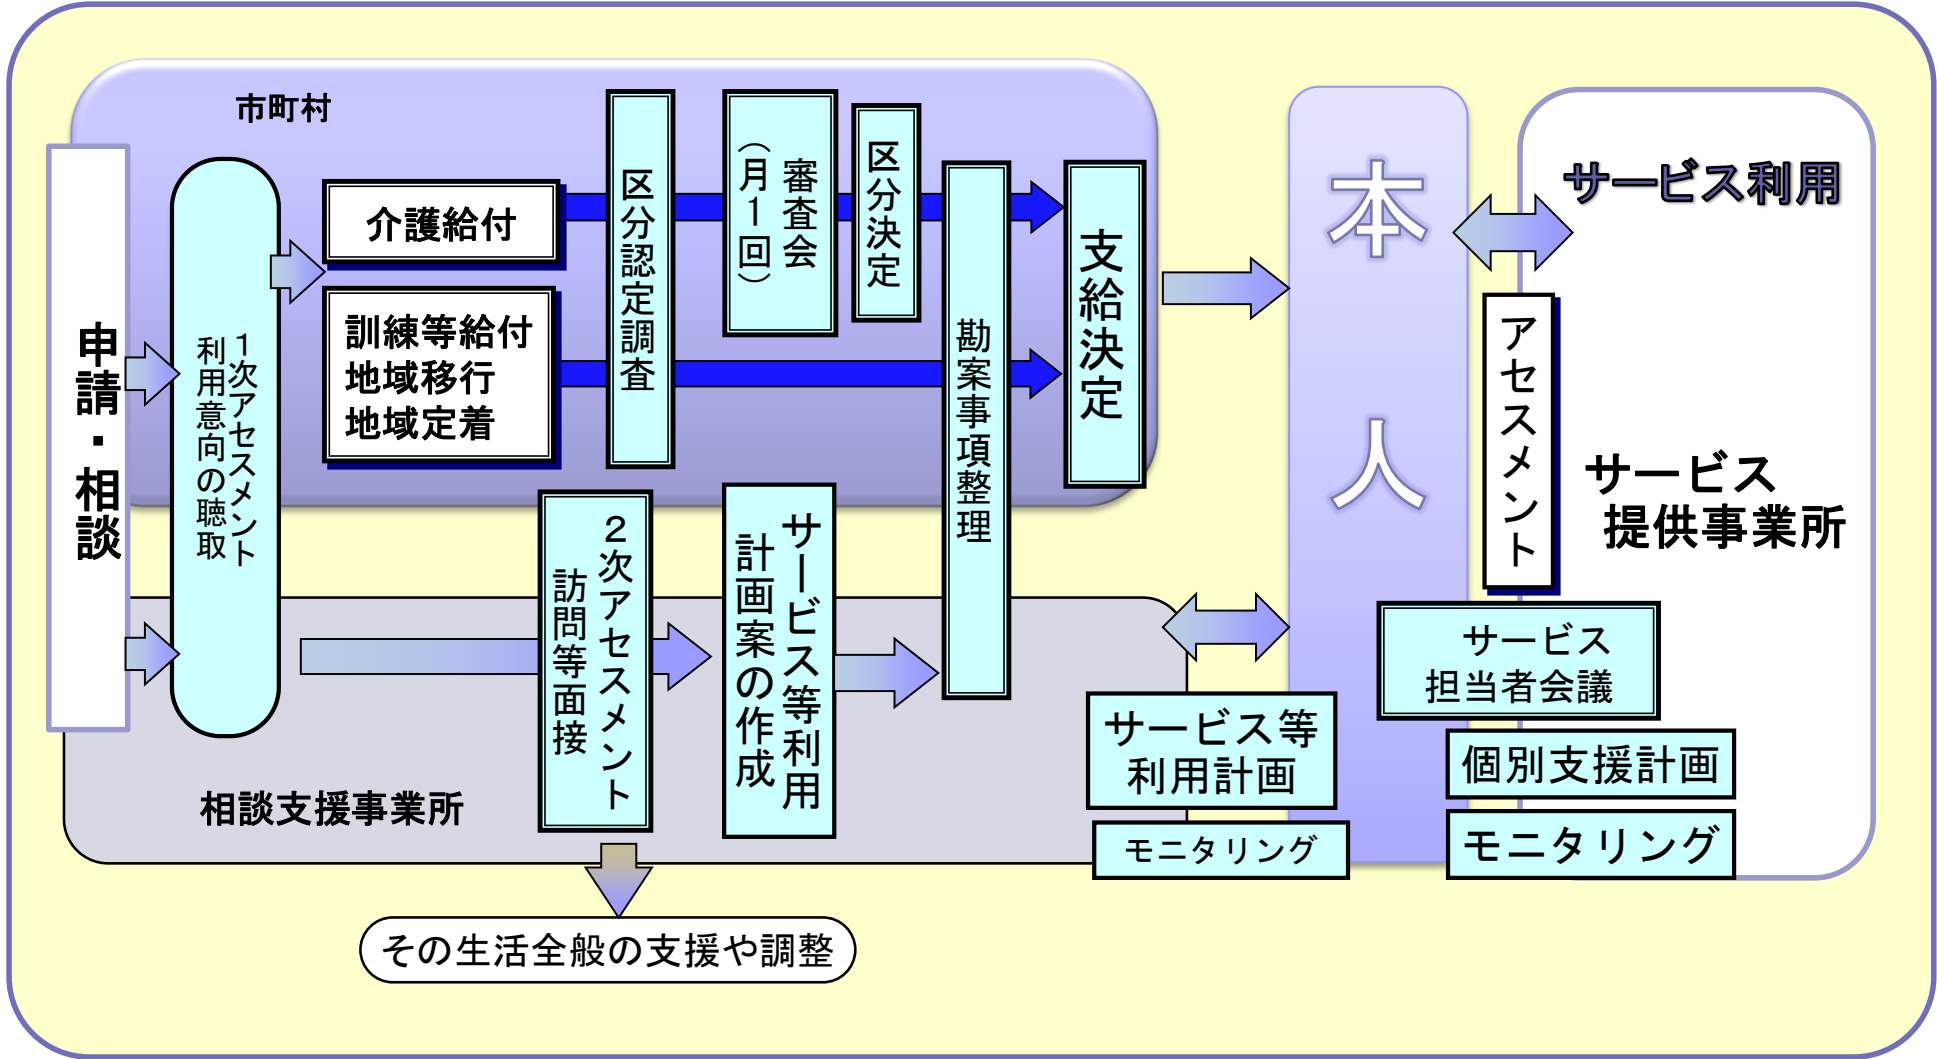 市町村
申請・相談
１次アセスメント
利用意向の聴取
介護給付
訓練等給付
地域移行
地域定着
区分認定調査
審査会
（月１回）
区分決定
勘案事項整理
支給決定
２次アセスメント
訪問等面接
サービス等利用
計画案の作成
相談支援事業所
その生活全般の支援や調整
本人
サービス利用
アセスメント
サービス
提供事業所
サービス
担当者会議
サービス等
利用計画
モニタリング
個別支援計画
モニタリング